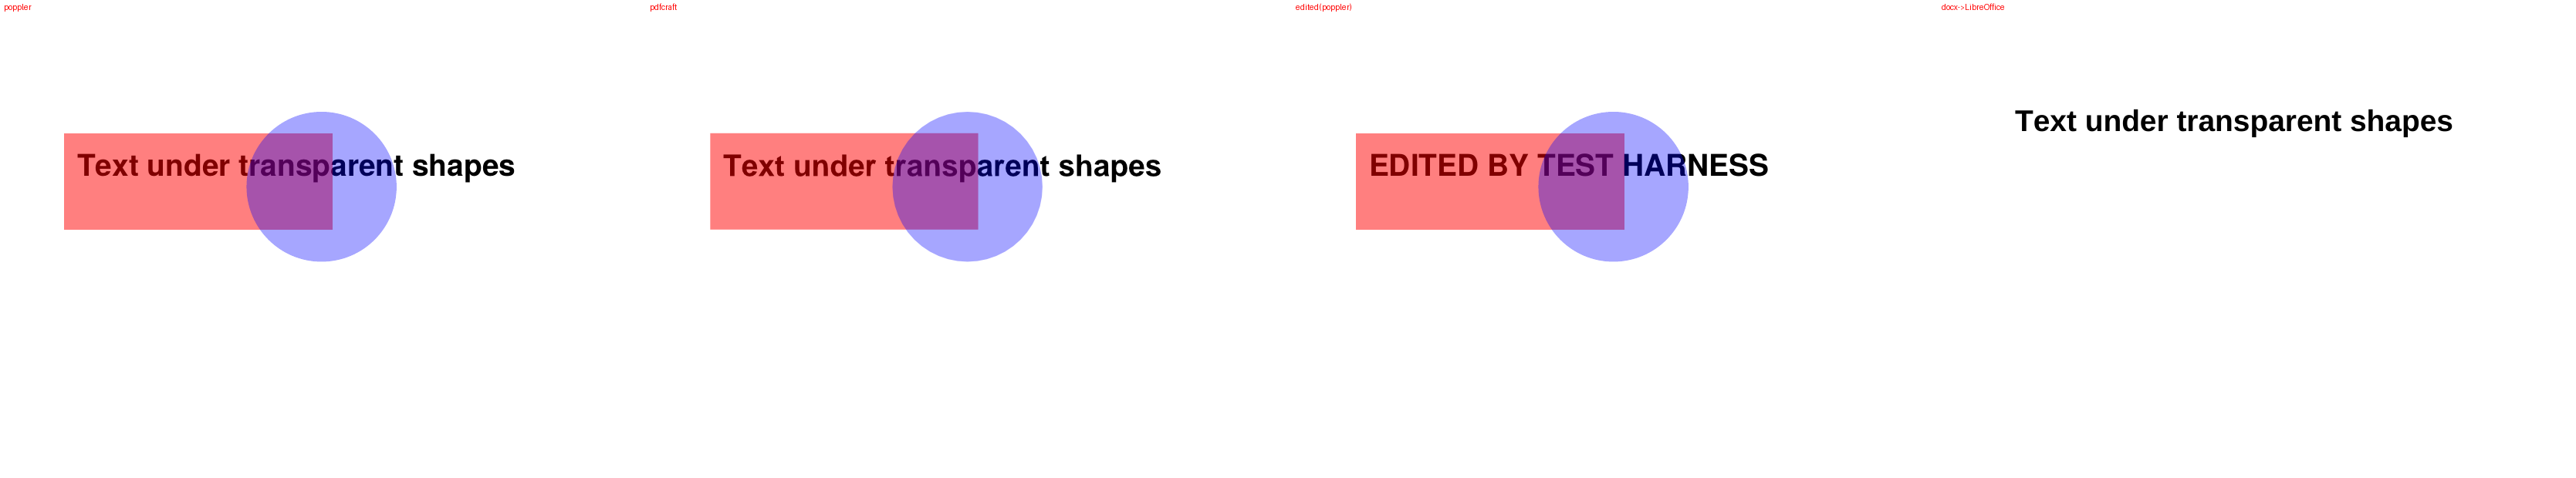 poppler
pdfcraft
edited(poppler)
docx->LibreOffice
Text under transparent shapes
Text under transparent shapes
EDITED BY TEST HARNESS
Text under transparent shapes